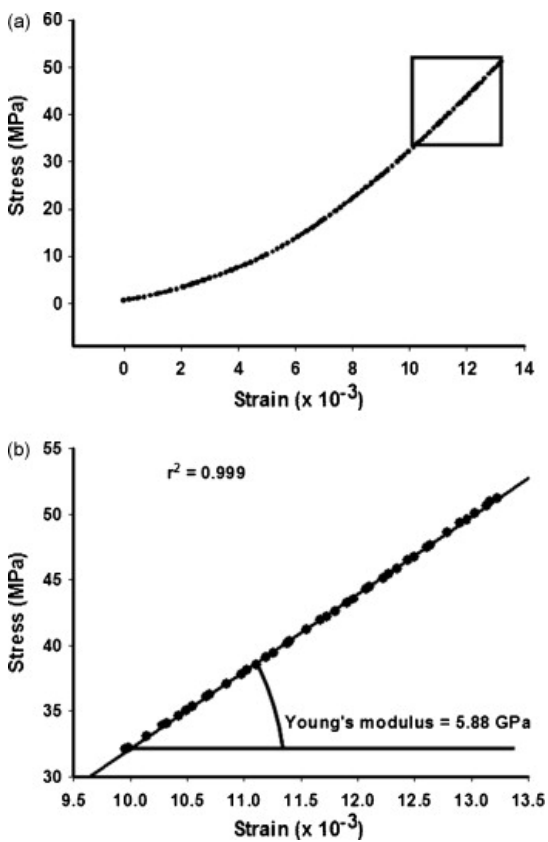 (a)
60
50
40
30
20
10
0
Stress (MPa)
0 2 4 6 8 10 12 14
Strain (x 10⁻³)
(b)
55
50
45
40
35
30
Stress (MPa)
r² = 0.999
Young's modulus = 5.88 GPa
9.5 10.0 10.5 11.0 11.5 12.0 12.5 13.0 13.5
Strain (x 10⁻³)